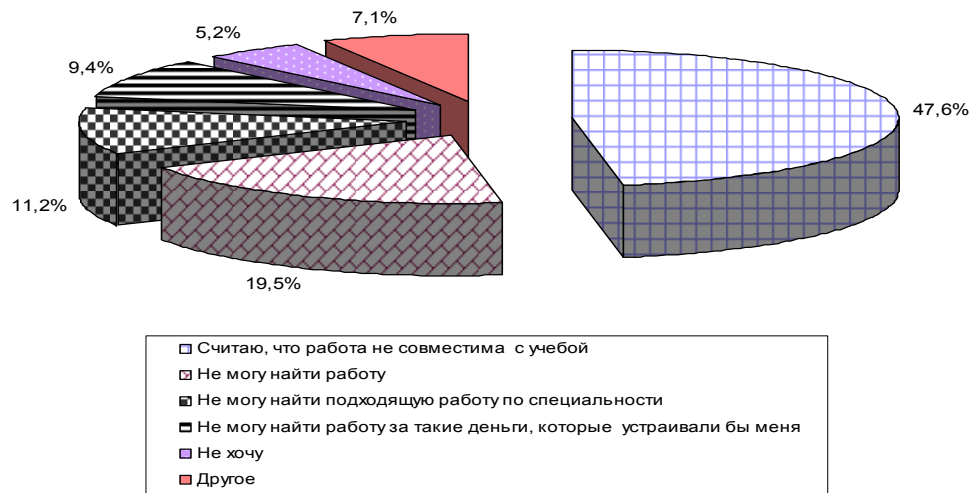 7,1%
5,2%
9,4%
47,6%
11,2%
19,5%
Считаю, что работа не совместима с учебой
Не могу найти работу
Не могу найти подходящую работу по специальности
Не могу найти работу за такие деньги, которые устраивали бы меня
Не хочу
Другое